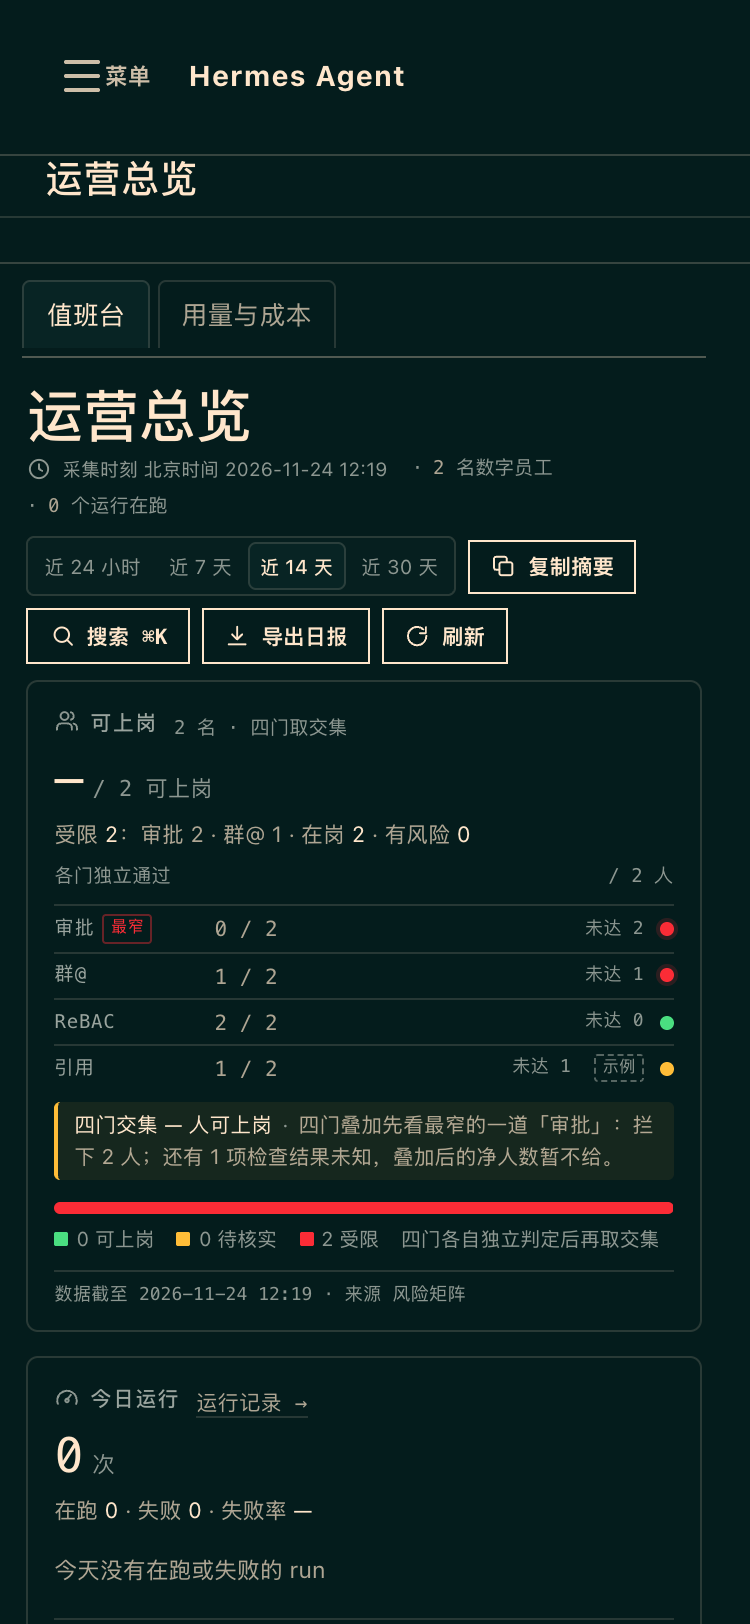 菜单 Hermes Agent
运营总览
值班台 用量与成本
运营总览
采集时刻 北京时间 2026-11-24 12:19 · 2 名数字员工
· 0 个运行在跑
近 24 小时 近 7 天 近 14 天 近 30 天 复制摘要
搜索 ⌘K 导出日报 刷新
可上岗 2 名 · 四门取交集
— / 2 可上岗
受限 2：审批 2 · 群@ 1 · 在岗 2 · 有风险 0
各门独立通过 / 2 人
审批 最窄 0 / 2 未达 2
群@ 1 / 2 未达 1
ReBAC 2 / 2 未达 0
引用 1 / 2 未达 1 示例
四门交集 — 人可上岗 · 四门叠加先看最窄的一道「审批」：拦
下 2 人；还有 1 项检查结果未知，叠加后的净人数暂不给。
0 可上岗 0 待核实 2 受限 四门各自独立判定后再取交集
数据截至 2026-11-24 12:19 · 来源 风险矩阵
今日运行 运行记录 →
0 次
在跑 0 · 失败 0 · 失败率 —
今天没有在跑或失败的 run